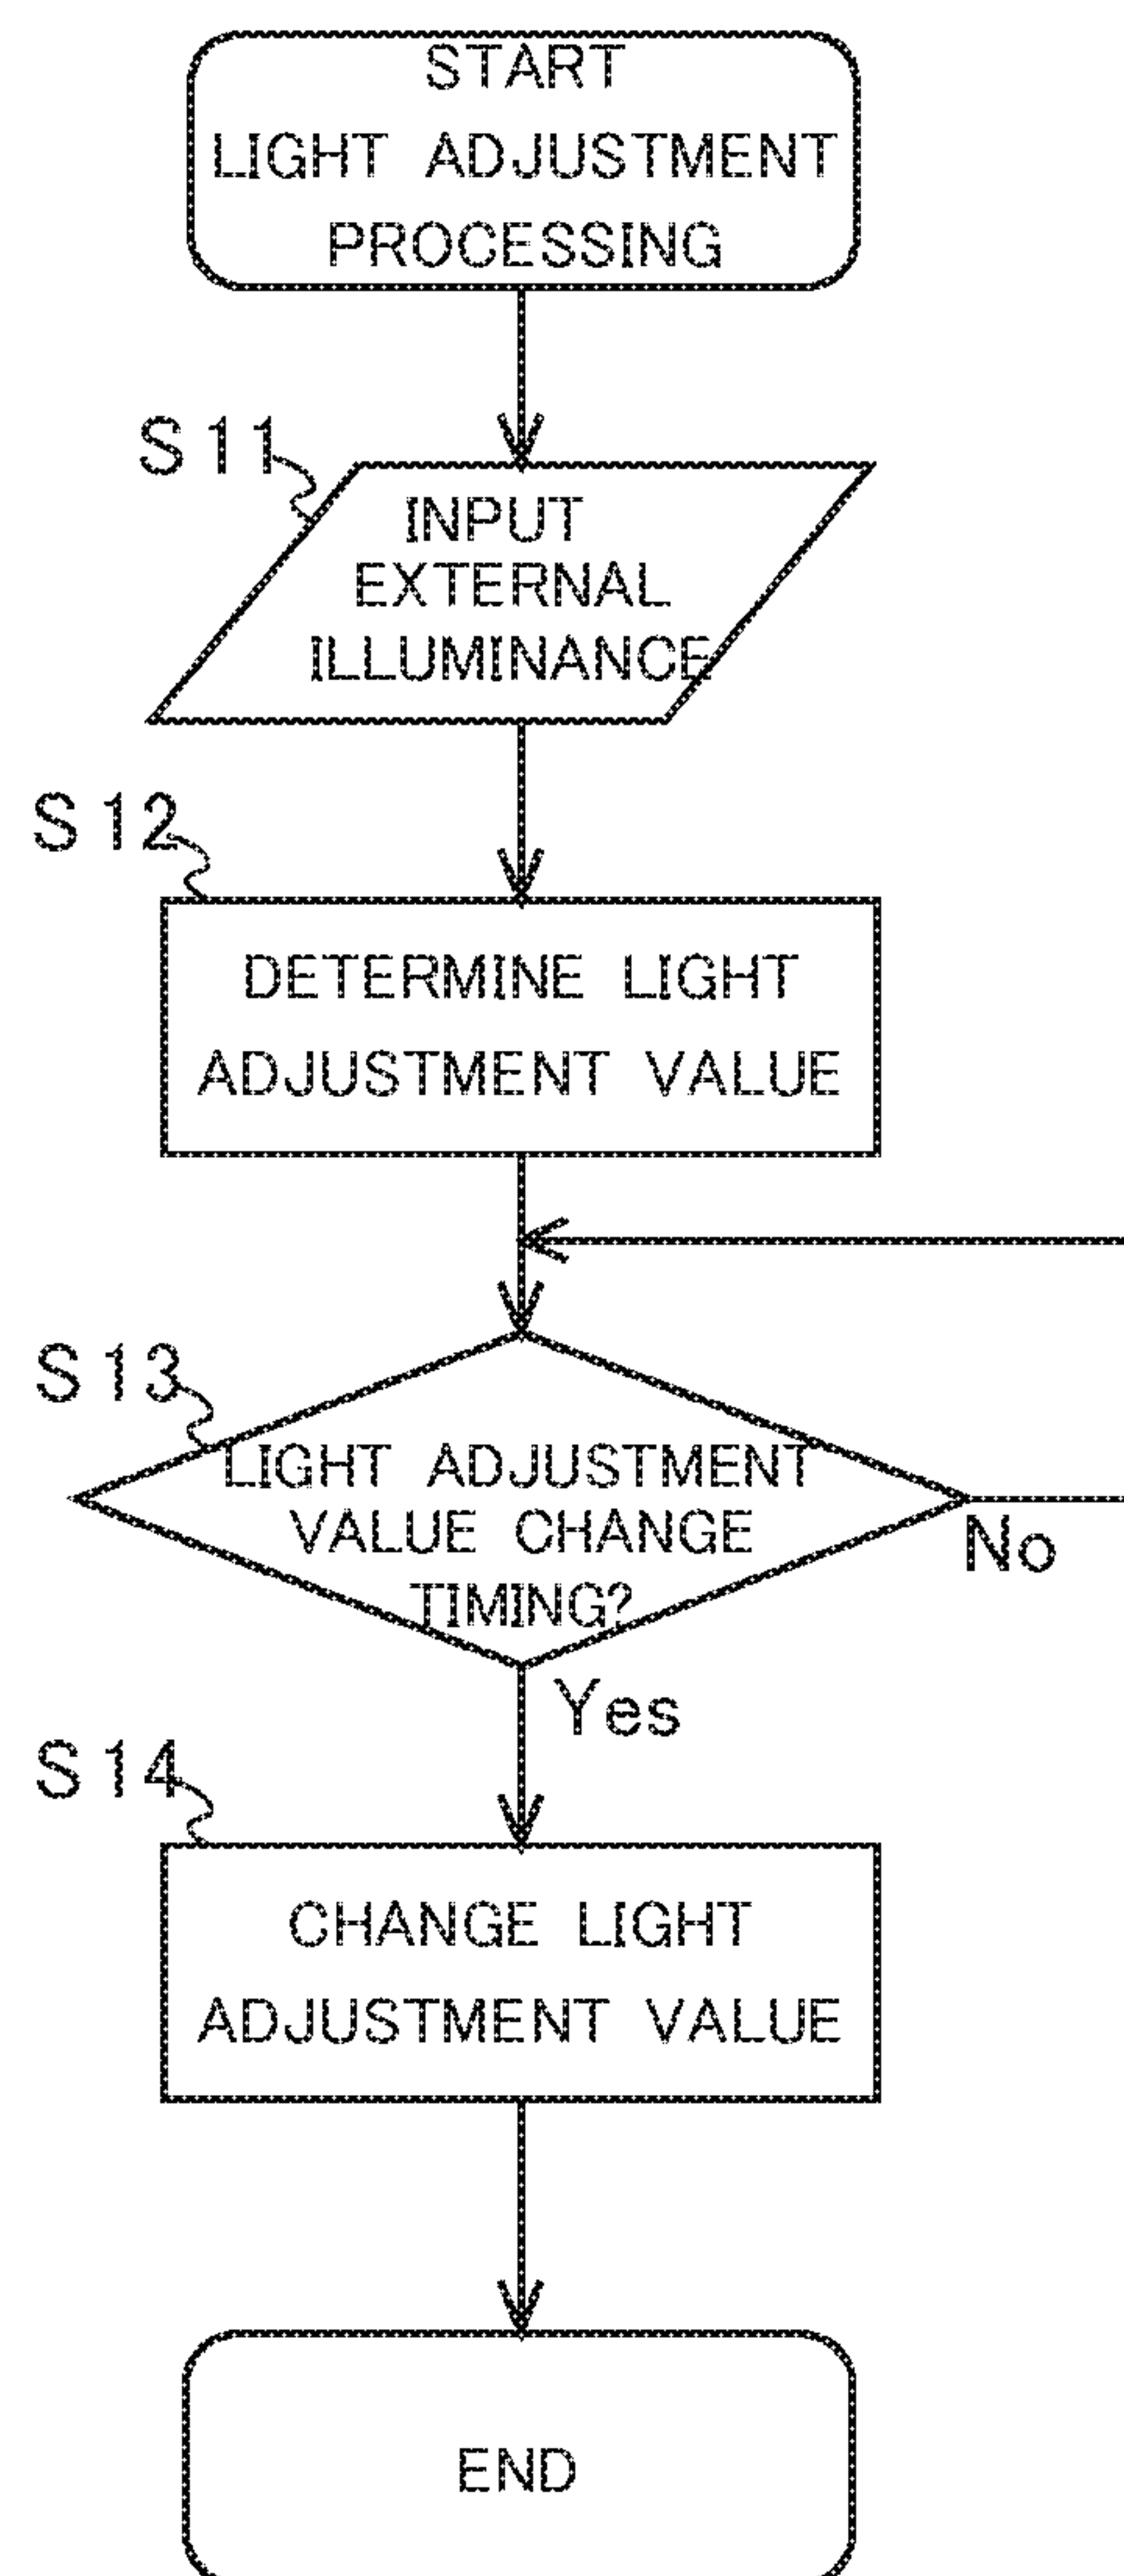 START
LIGHT ADJUSTMENT
PROCESSING
S11
INPUT
EXTERNAL
ILLUMINANCE
S12
DETERMINE LIGHT
ADJUSTMENT VALUE
S13
LIGHT ADJUSTMENT
VALUE CHANGE
TIMING?
No
Yes
S14
CHANGE LIGHT
ADJUSTMENT VALUE
END